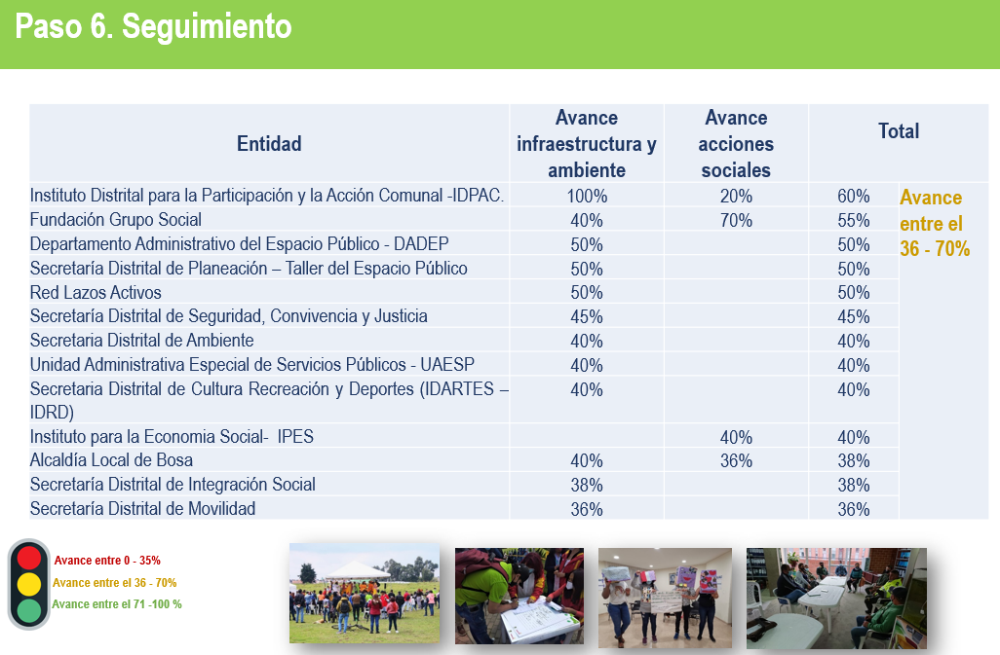 Paso 6. Seguimiento
Entidad
Avance
infraestructura y
ambiente
Avance
acciones
sociales
Total
Instituto Distrital para la Participación y la Acción Comunal -IDPAC. 100% 20% 60%
Fundación Grupo Social 40% 70% 55%
Departamento Administrativo del Espacio Público - DADEP 50% 50%
Secretaría Distrital de Planeación – Taller del Espacio Público 50% 50%
Red Lazos Activos 50% 50%
Secretaría Distrital de Seguridad, Convivencia y Justicia 45% 45%
Secretaria Distrital de Ambiente 40% 40%
Unidad Administrativa Especial de Servicios Públicos - UAESP 40% 40%
Secretaria Distrital de Cultura Recreación y Deportes (IDARTES – 40% 40%
IDRD)
Instituto para la Economia Social-  IPES 40% 40%
Alcaldía Local de Bosa 40% 36% 38%
Secretaría Distrital de Integración Social 38% 38%
Secretaría Distrital de Movilidad 36% 36%
Avance
entre el
36 - 70%
Avance entre 0 - 35%
Avance entre el 36 - 70%
Avance entre el 71 -100 %